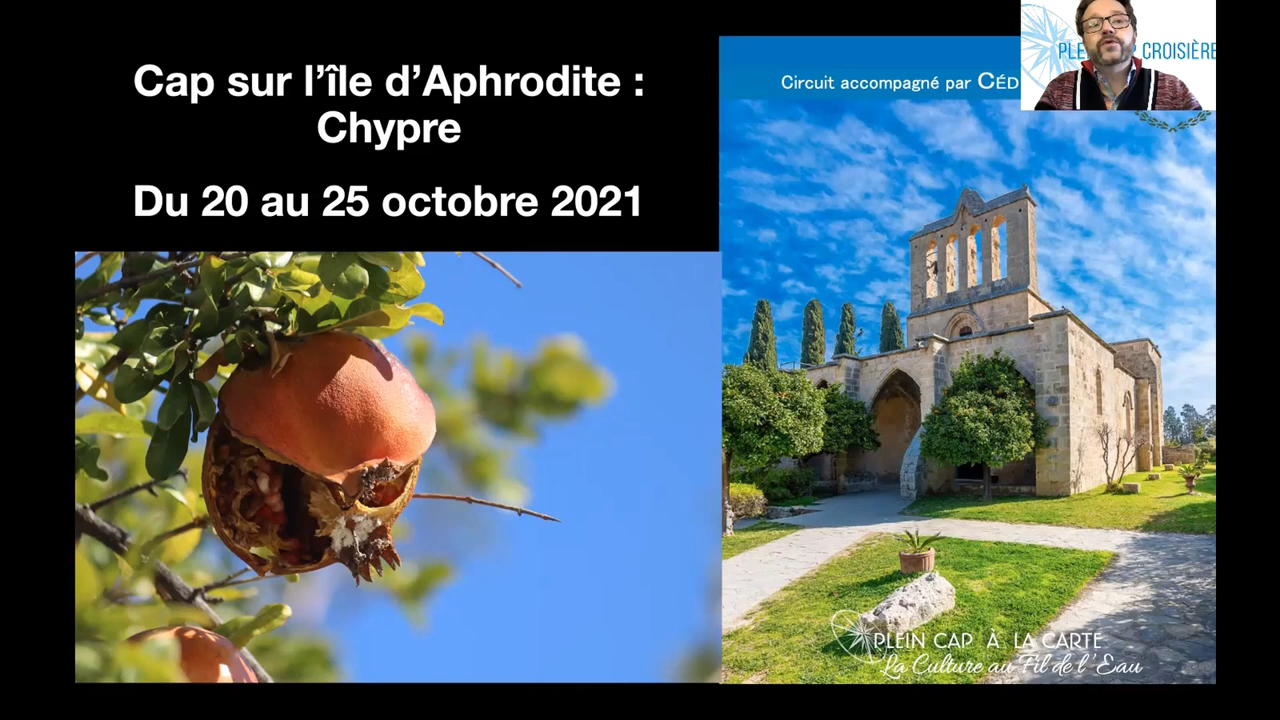 Cap sur l'île d'Aphrodite :
Chypre
Du 20 au 25 octobre 2021
Circuit accompagné par
CROISIÈRE
PLEIN CAP À LA CARTE
La Culture au Fil de l'Eau